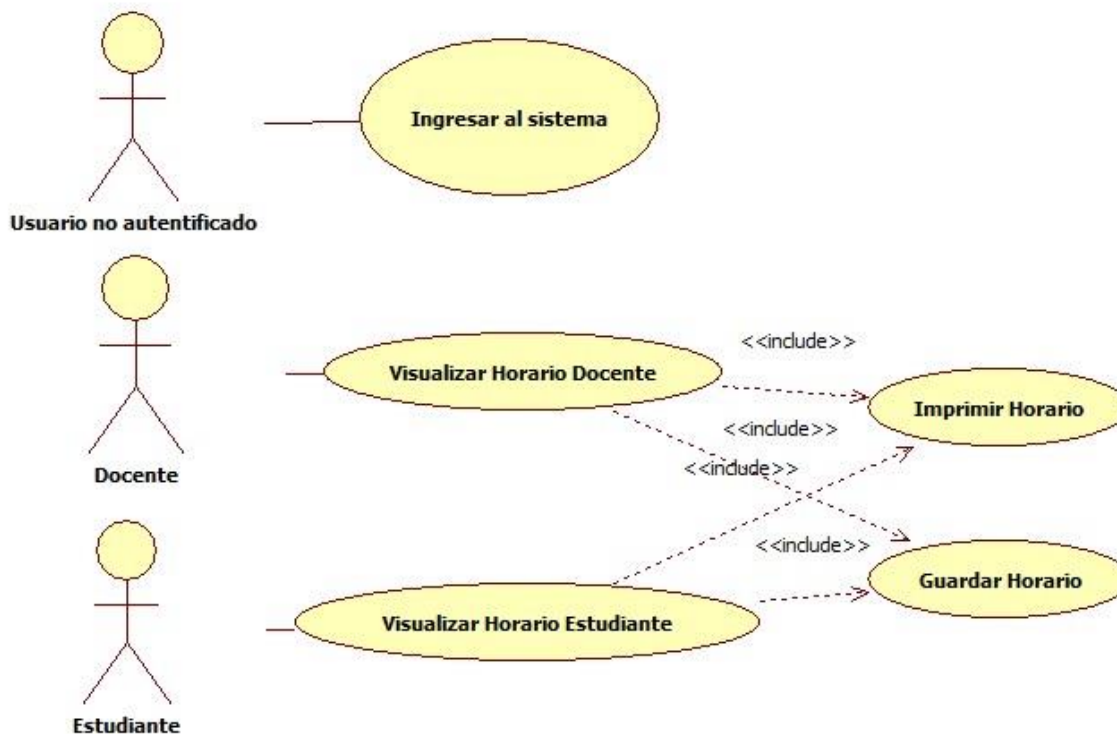 Ingresar al sistema
Usuario no autentificado
<<include>>
Visualizar Horario Docente
Imprimir Horario
<<include>>
<<include>>
Docente
<<include>>
Guardar Horario
Visualizar Horario Estudiante
Estudiante